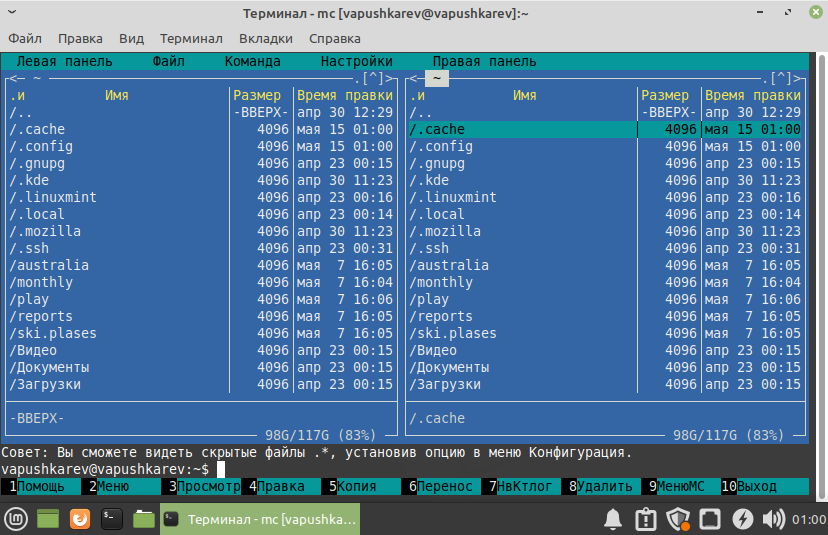 Терминал - mc [vapushkarev@vapushkarev]:~
Файл Правка Вид Терминал Вкладки Справка
Левая панель Файл Команда Настройки Правая панель
<─ ~ .[^]> <─ ~ .[^]>
.и Имя Размер Время правки .и Имя Размер Время правки
/.. -ВВЕРХ- апр 30 12:29 /.. -ВВЕРХ- апр 30 12:29
/.cache 4096 мая 15 01:00 /.cache 4096 мая 15 01:00
/.config 4096 мая 15 01:00 /.config 4096 мая 15 01:00
/.gnupg 4096 апр 23 00:15 /.gnupg 4096 апр 23 00:15
/.kde 4096 апр 30 11:23 /.kde 4096 апр 30 11:23
/.linuxmint 4096 апр 23 00:16 /.linuxmint 4096 апр 23 00:16
/.local 4096 апр 23 00:14 /.local 4096 апр 23 00:14
/.mozilla 4096 апр 30 11:23 /.mozilla 4096 апр 30 11:23
/.ssh 4096 апр 23 00:31 /.ssh 4096 апр 23 00:31
/australia 4096 мая 7 16:05 /australia 4096 мая 7 16:05
/monthly 4096 мая 7 16:04 /monthly 4096 мая 7 16:04
/play 4096 мая 7 16:06 /play 4096 мая 7 16:06
/reports 4096 мая 7 16:05 /reports 4096 мая 7 16:05
/ski.plases 4096 мая 7 16:05 /ski.plases 4096 мая 7 16:05
/Видео 4096 апр 23 00:15 /Видео 4096 апр 23 00:15
/Документы 4096 апр 23 00:15 /Документы 4096 апр 23 00:15
/Загрузки 4096 апр 23 00:15 /Загрузки 4096 апр 23 00:15
-ВВЕРХ- /.cache
98G/117G (83%) 98G/117G (83%)
Совет: Вы сможете видеть скрытые файлы .*, установив опцию в меню Конфигурация.
vapushkarev@vapushkarev:~$
1Помощь 2Меню 3Просмотр 4Правка 5Копия 6Перенос 7НвКтлог 8Удалить 9МенюМС 10Выход
Терминал - mc [vapushka... 01:00